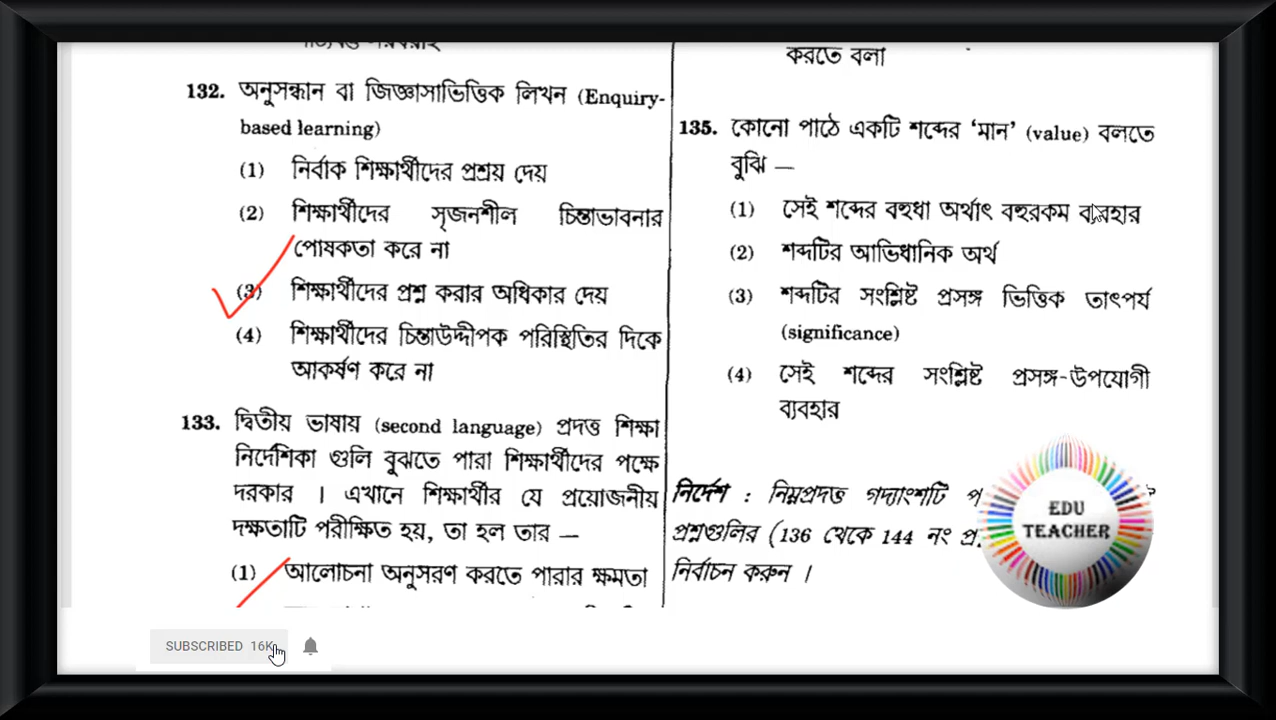 132. অনুসন্ধান বা জিজ্ঞাসাভিত্তিক লিখন (Enquiry-
based learning)
(1) নির্বাক শিক্ষার্থীদের প্রশ্রয় দেয়
(2) শিক্ষার্থীদের সৃজনশীল চিন্তাভাবনার
পোষকতা করে না
(3) শিক্ষার্থীদের প্রশ্ন করার অধিকার দেয়
(4) শিক্ষার্থীদের চিন্তাউদ্দীপক পরিস্থিতির দিকে
আকর্ষণ করে না
133. দ্বিতীয় ভাষায় (second language) প্রদত্ত শিক্ষা
নির্দেশিকা গুলি বুঝতে পারা শিক্ষার্থীদের পক্ষে
দরকার । এখানে শিক্ষার্থীর যে প্রয়োজনীয়
দক্ষতাটি পরীক্ষিত হয়, তা হল তার —
(1) আলোচনা অনুসরণ করতে পারার ক্ষমতা
করতে বলা
135. কোনো পাঠে একটি শব্দের ‘মান’ (value) বলতে
বুঝি —
(1) সেই শব্দের বহুধা অর্থাৎ বহুরকম ব্যবহার
(2) শব্দটির আভিধানিক অর্থ
(3) শব্দটির সংশ্লিষ্ট প্রসঙ্গ ভিত্তিক তাৎপর্য
(significance)
(4) সেই শব্দের সংশ্লিষ্ট প্রসঙ্গ-উপযোগী
ব্যবহার
নির্দেশ : নিম্নপ্রদত্ত গদ্যাংশটি
প্রশ্নগুলির (136 থেকে 144 নং
নির্বাচন করুন ।
EDU
TEACHER
SUBSCRIBED 16K